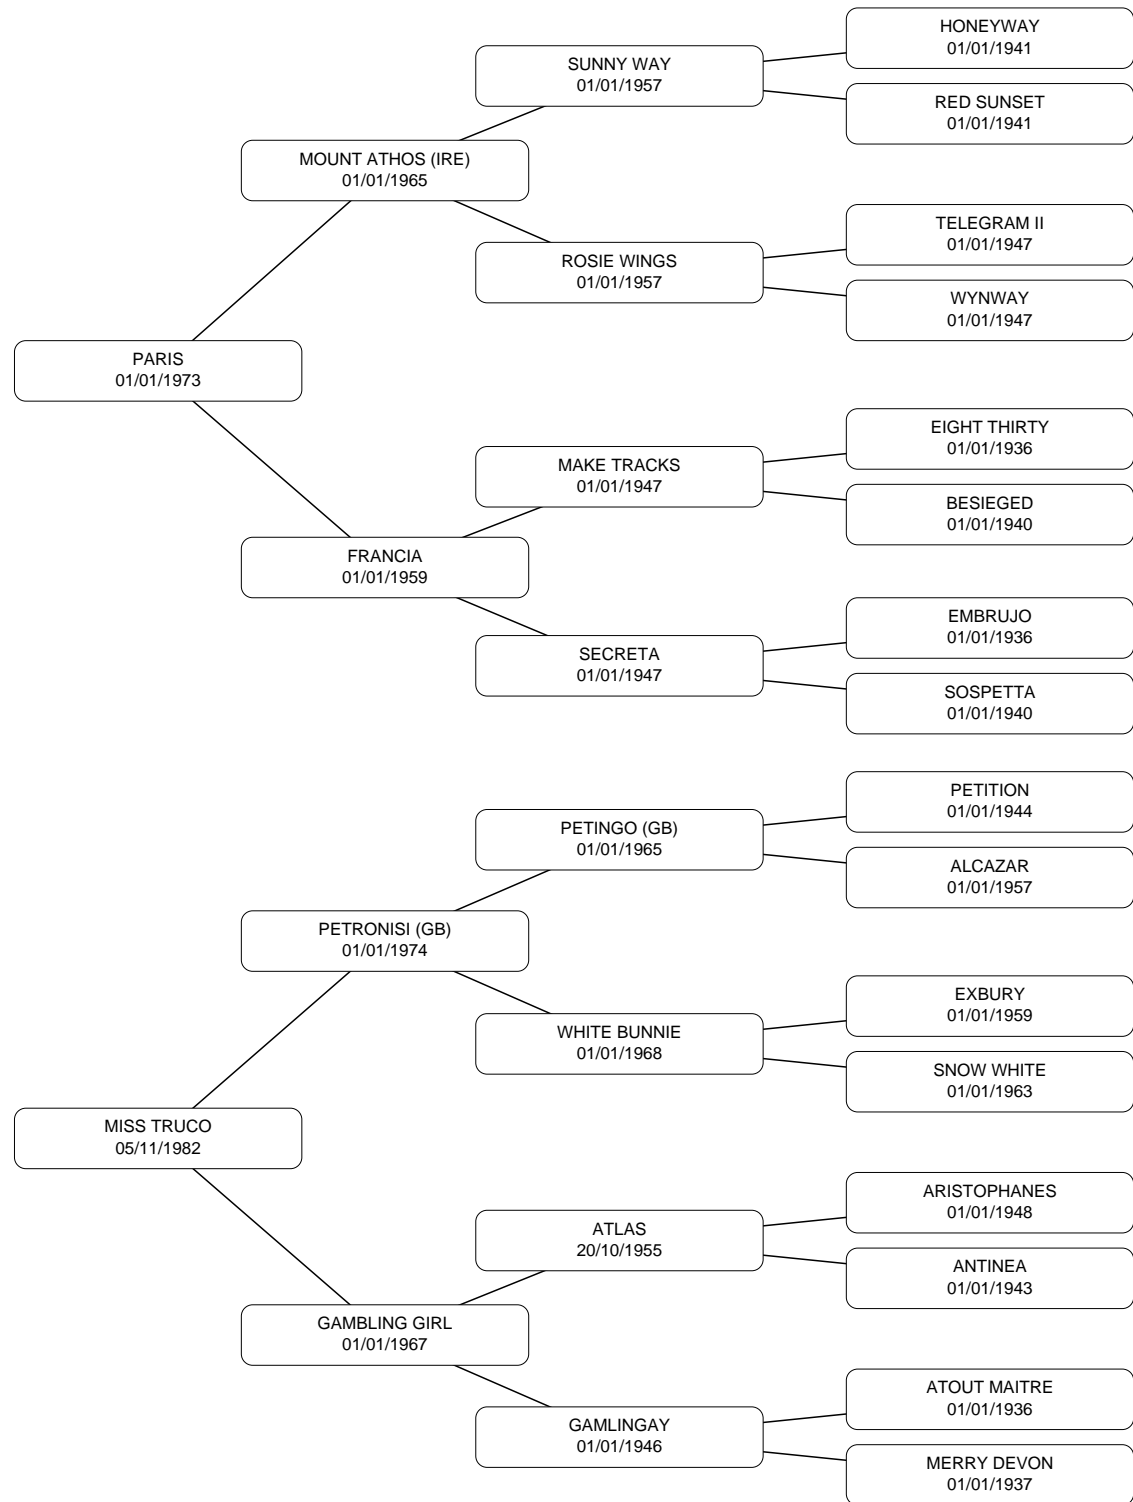 HONEYWAY
01/01/1941
SUNNY WAY
01/01/1957
RED SUNSET
01/01/1941
MOUNT ATHOS (IRE)
01/01/1965
TELEGRAM II
01/01/1947
ROSIE WINGS
01/01/1957
WYNWAY
01/01/1947
PARIS
01/01/1973
EIGHT THIRTY
01/01/1936
MAKE TRACKS
01/01/1947
BESIEGED
01/01/1940
FRANCIA
01/01/1959
EMBRUJO
01/01/1936
SECRETA
01/01/1947
SOSPETTA
01/01/1940
PETITION
01/01/1944
PETINGO (GB)
01/01/1965
ALCAZAR
01/01/1957
PETRONISI (GB)
01/01/1974
EXBURY
01/01/1959
WHITE BUNNIE
01/01/1968
SNOW WHITE
01/01/1963
MISS TRUCO
05/11/1982
ARISTOPHANES
01/01/1948
ATLAS
20/10/1955
ANTINEA
01/01/1943
GAMBLING GIRL
01/01/1967
ATOUT MAITRE
01/01/1936
GAMLINGAY
01/01/1946
MERRY DEVON
01/01/1937